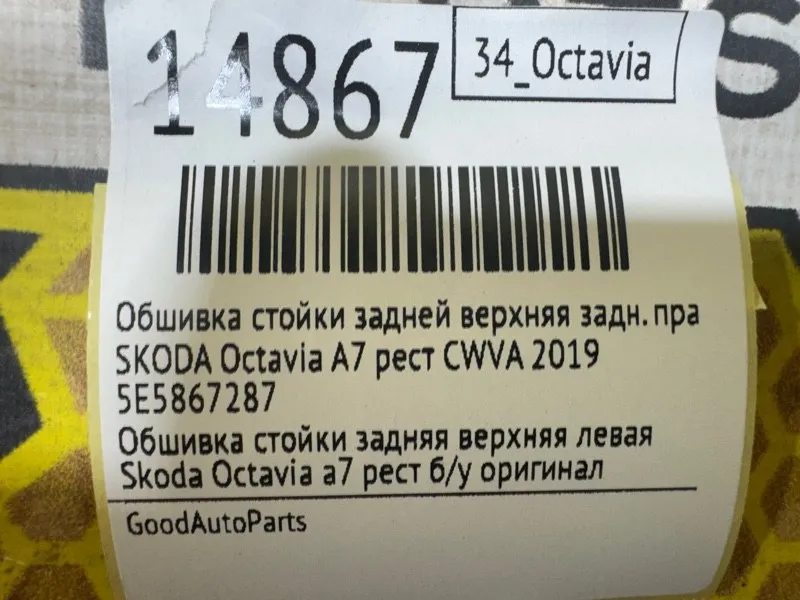 14867
34_Octavia
Обшивка стойки задней верхняя задн. пра
SKODA Octavia A7 рест CWVA 2019
5E5867287
Обшивка стойки задняя верхняя левая
Skoda Octavia a7 рест б/у оригинал
GoodAutoParts